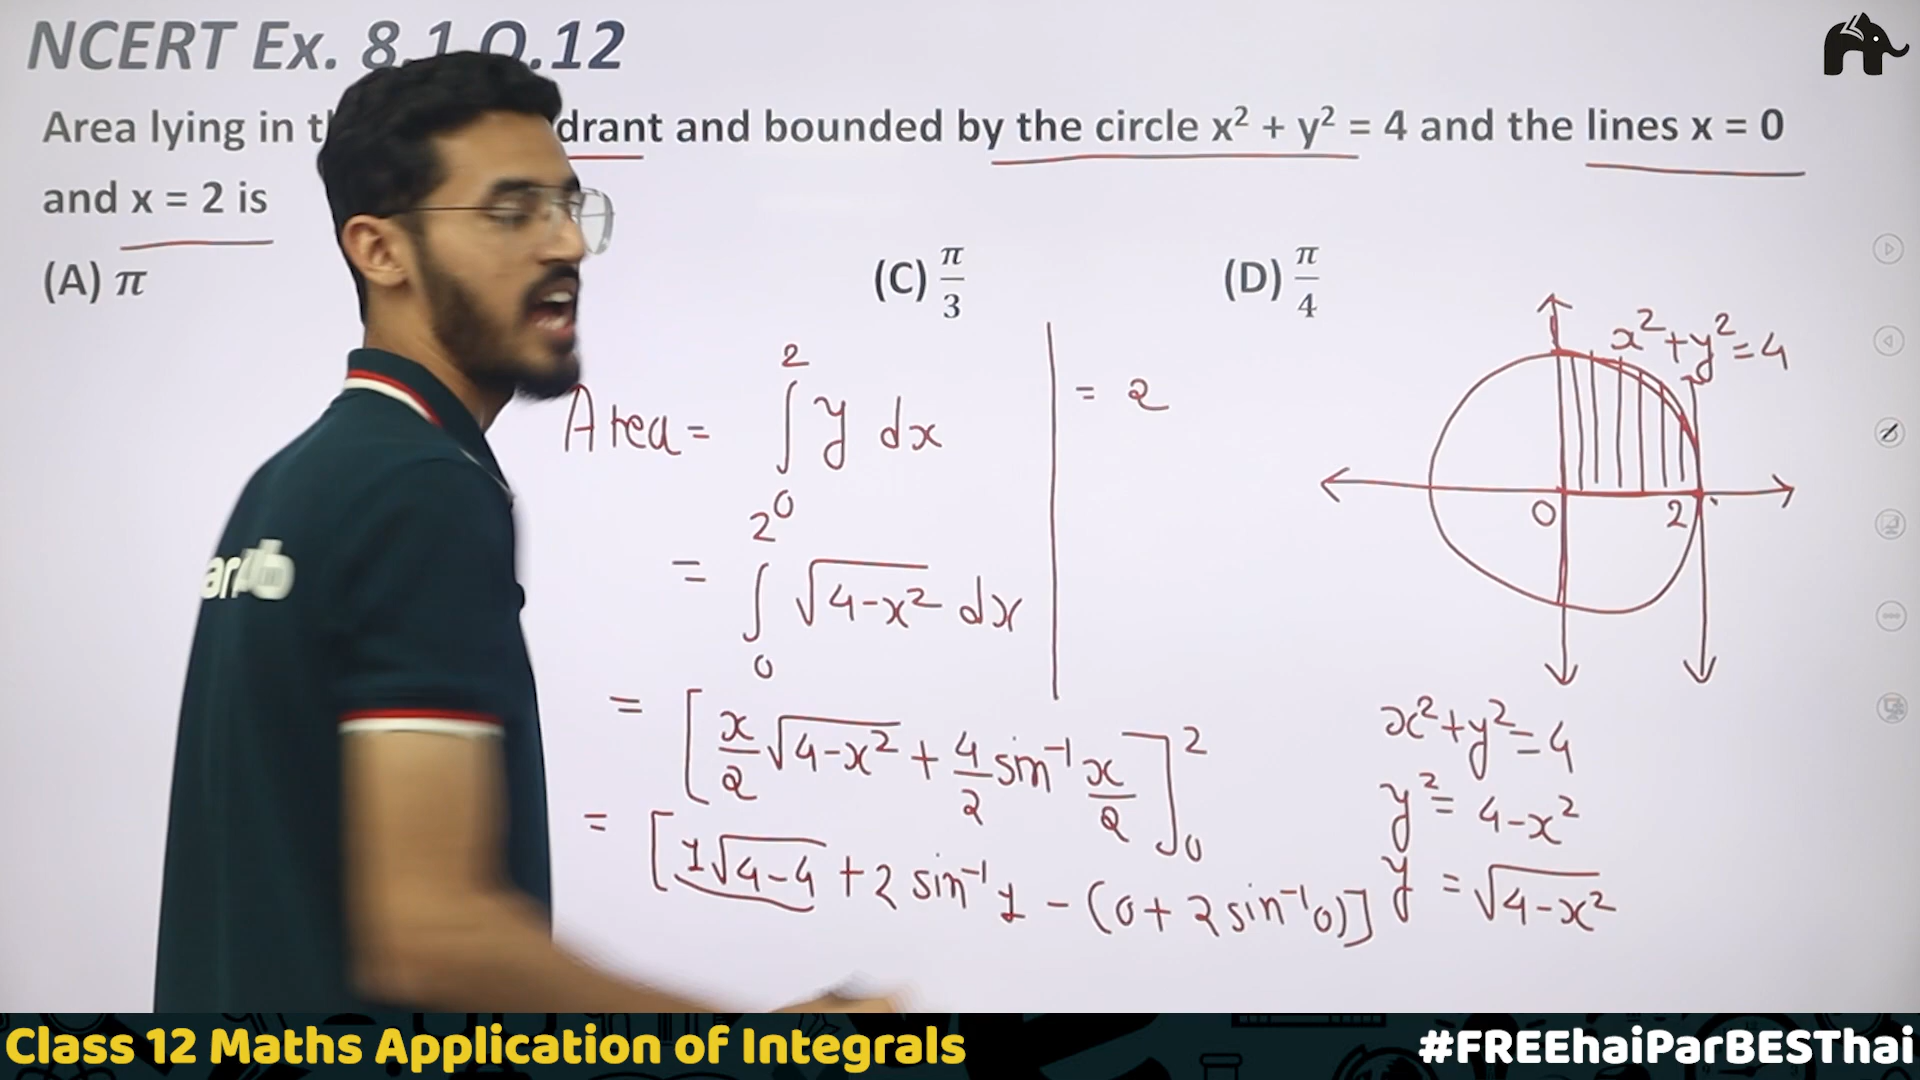 NCERT Ex. 8.1 Q.12
Area lying in drant and bounded by the circle x² + y² = 4 and the lines x = 0
and x = 2 is
(A) π
(C) π/3
(D) π/4
Area = ∫₀² y dx
= ∫₀² √(4-x²) dx
= [x/2 √(4-x²) + 4/2 sin⁻¹ x/2]₀²
= [1√(4-4) + 2 sin⁻¹ 1 - (0 + 2 sin⁻¹ 0)]
= 2
x² + y² = 4
0
2
x² + y² = 4
y² = 4-x²
y = √(4-x²)
Class 12 Maths Application of Integrals
#FREEhaiParBESThai